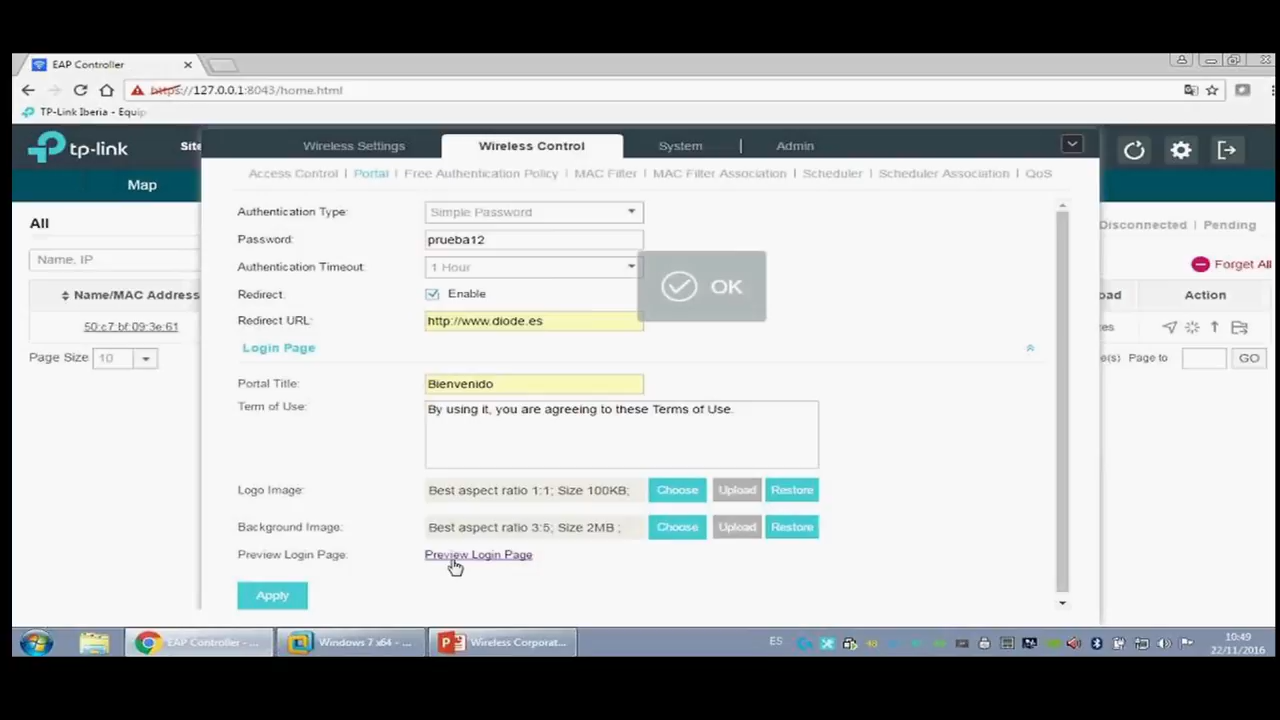 EAP Controller
https://127.0.0.1:8043/home.html
TP-Link Iberia - Equip
tp-link
Site
Wireless Settings
Wireless Control
System
|
Admin
Map
Access Control | Portal | Free Authentication Policy | MAC Filter | MAC Filter Association | Scheduler | Scheduler Association | QoS
All
Authentication Type:
Simple Password
Disconnected | Pending
Password:
prueba12
Name, IP
Authentication Timeout:
1 Hour
OK
Forget All
Name/MAC Address
Redirect:
Enable
oad
Action
50:c7:bf:09:3e:61
Redirect URL:
http://www.diode.es
es
Page Size
10
Login Page
e(s) Page to
GO
Portal Title:
Bienvenido
Term of Use:
By using it, you are agreeing to these Terms of Use.
Logo Image:
Best aspect ratio 1:1; Size 100KB;
Choose
Upload
Restore
Background Image:
Best aspect ratio 3:5; Size 2MB ;
Choose
Upload
Restore
Preview Login Page:
Preview Login Page
Apply
EAP Controller - ...
Windows 7 x64 - ...
Wireless Corporat...
ES
48
10:49
22/11/2016